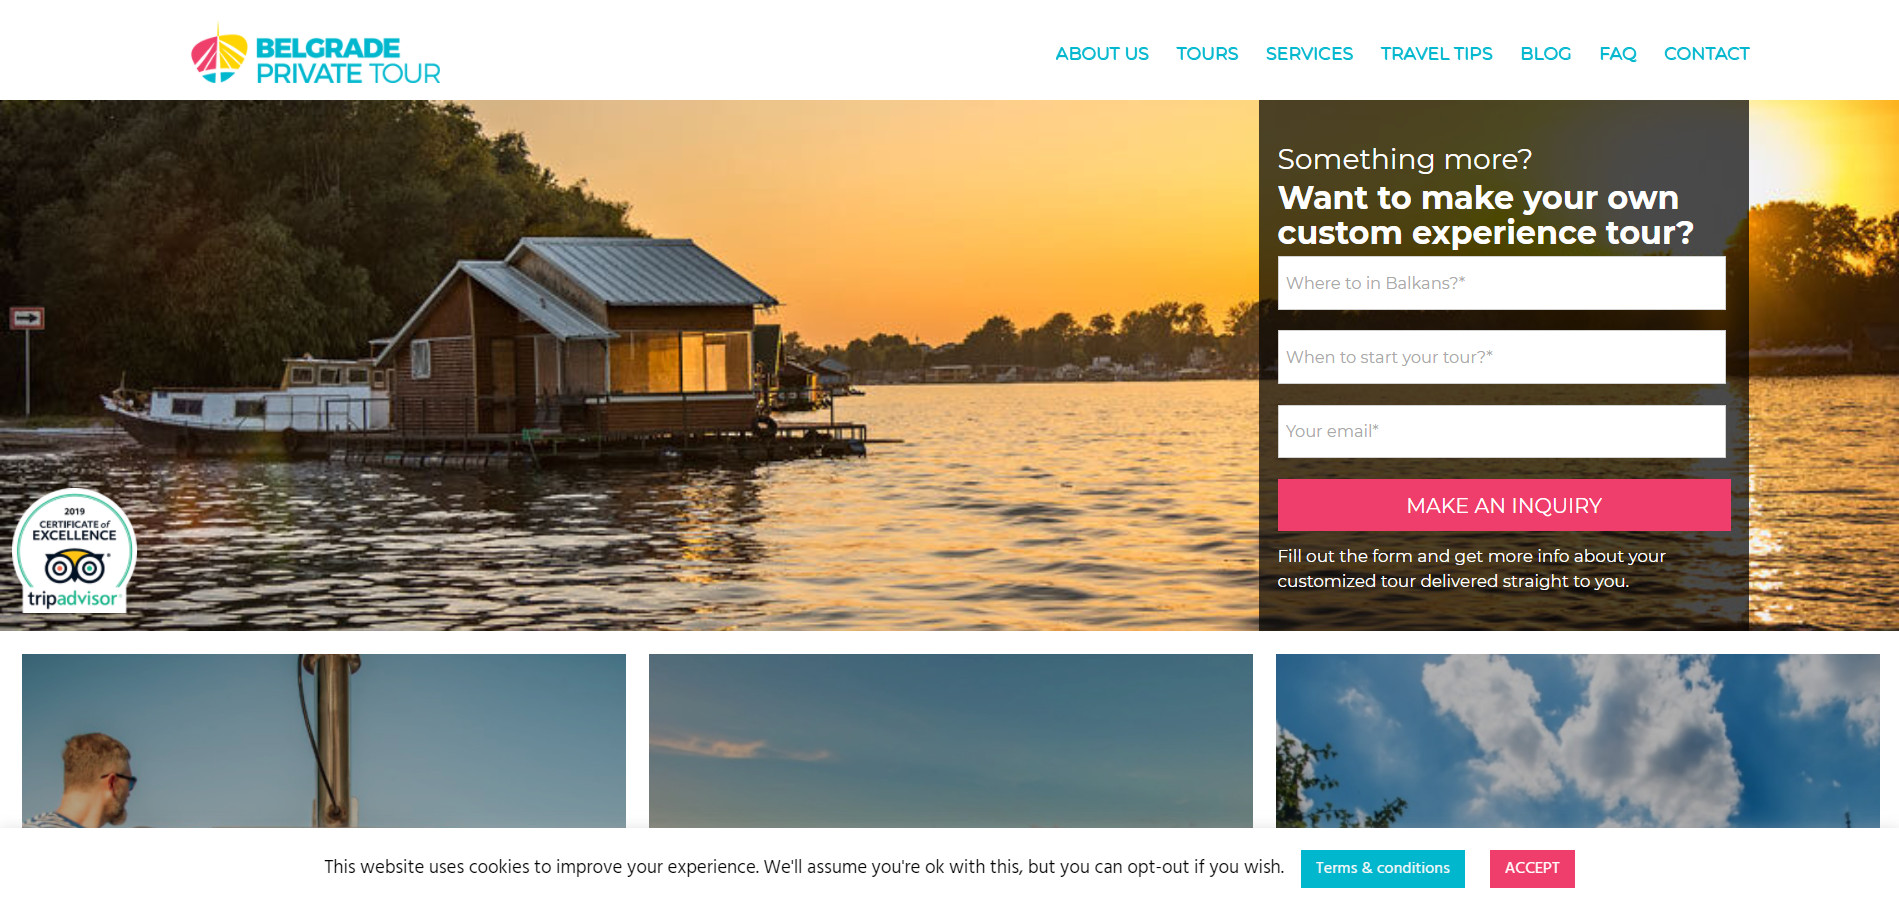 BELGRADE
PRIVATE TOUR
ABOUT US TOURS SERVICES TRAVEL TIPS BLOG FAQ CONTACT
Something more?
Want to make your own
custom experience tour?
Where to in Balkans?*
When to start your tour?*
Your email*
MAKE AN INQUIRY
Fill out the form and get more info about your
customized tour delivered straight to you.
2019
CERTIFICATE of
EXCELLENCE
tripadvisor
This website uses cookies to improve your experience. We'll assume you're ok with this, but you can opt-out if you wish. Terms & conditions ACCEPT